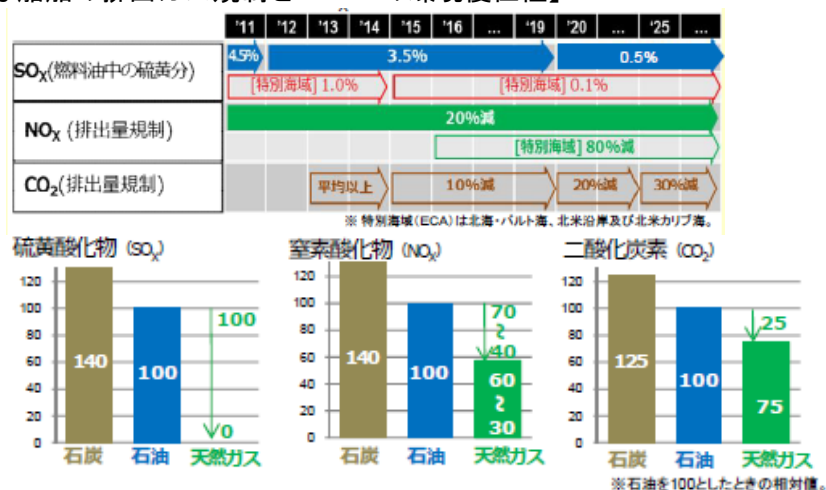 '11 '12 '13 '14 '15 '16 ... '19 '20 ... '25 ...
SOX(燃料油中の硫黄分)
4.5% 3.5% 0.5%
[特別海域] 1.0% [特別海域] 0.1%
NOX (排出量規制)
20%減
[特別海域] 80%減
CO2(排出量規制)
平均以上 10%減 20%減 30%減
※ 特別海域(ECA)は北海・バルト海、北米沿岸及び北米カリブ海。
硫黄酸化物 (SOX)
120
100
80
60
40
20
0
140
100
100
0
石炭 石油 天然ガス
窒素酸化物 (NOX)
120
100
80
60
40
20
0
140
100
70
~
40
60
~
30
石炭 石油 天然ガス
二酸化炭素 (CO2)
120
100
80
60
40
20
0
125
100
25
75
石炭 石油 天然ガス
※石油を100としたときの相対値。